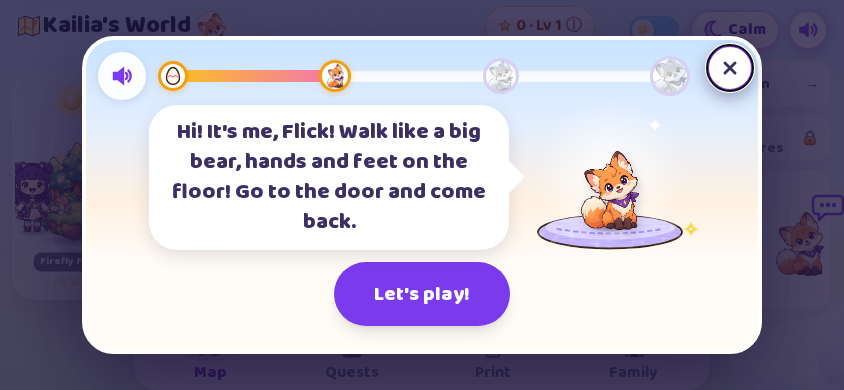 Kailia's World
0 · Lv 1
Calm
Hi! It's me, Flick! Walk like a big
bear, hands and feet on the
floor! Go to the door and come
back.
Let's play!
Firefly
Map
Quests
Print
Family